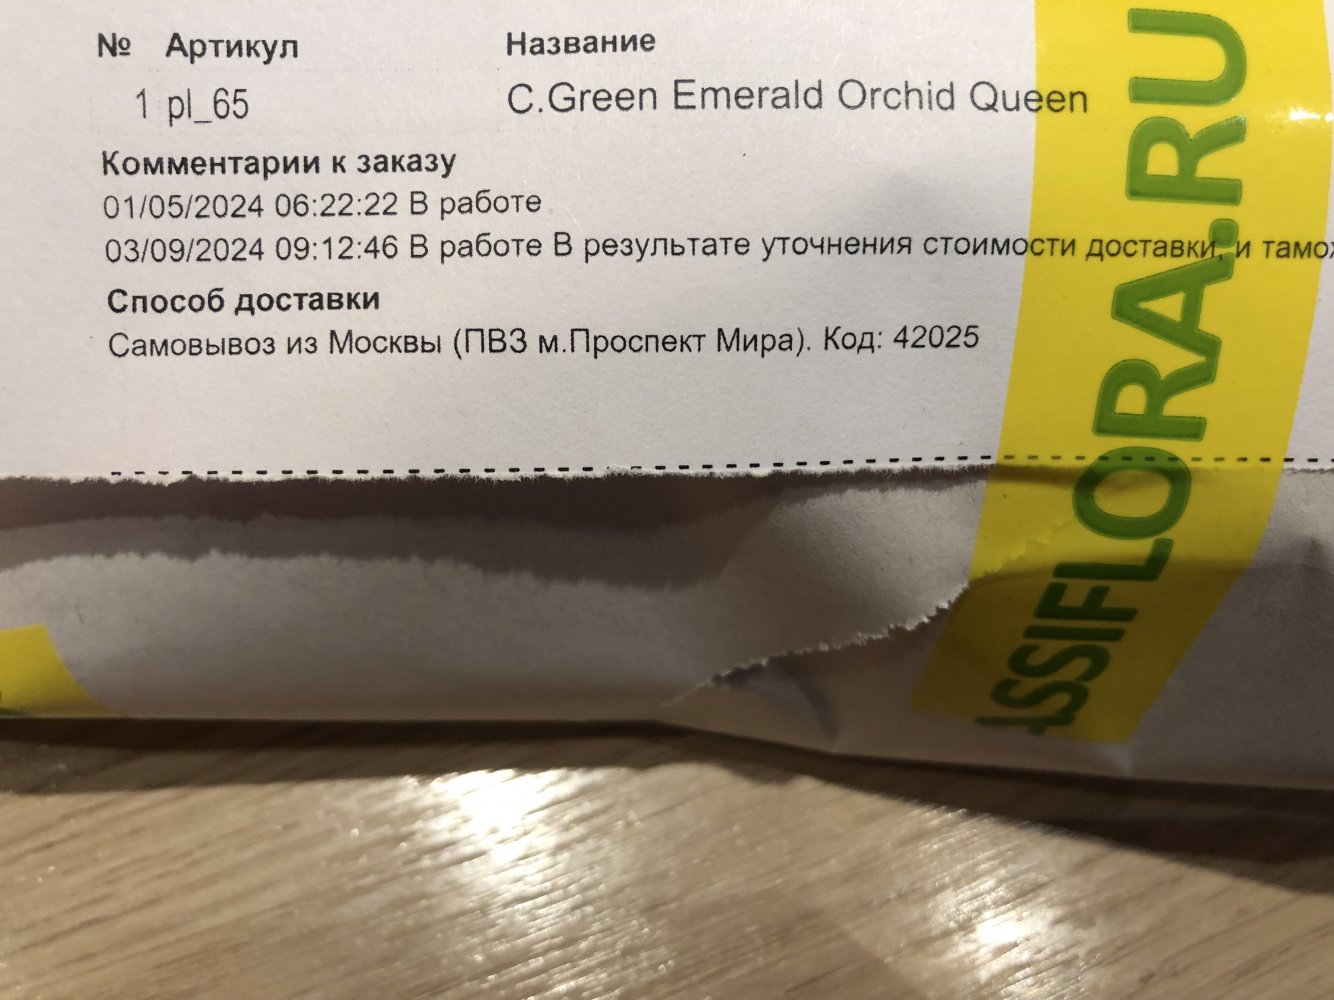 № Артикул Название
1 pl_65 C.Green Emerald Orchid Queen
Комментарии к заказу
01/05/2024 06:22:22 В работе
03/09/2024 09:12:46 В работе В результате уточнения стоимости доставки, и тамо
Способ доставки
Самовывоз из Москвы (ПВЗ м.Проспект Мира). Код: 42025
ASSIFLORA.RU